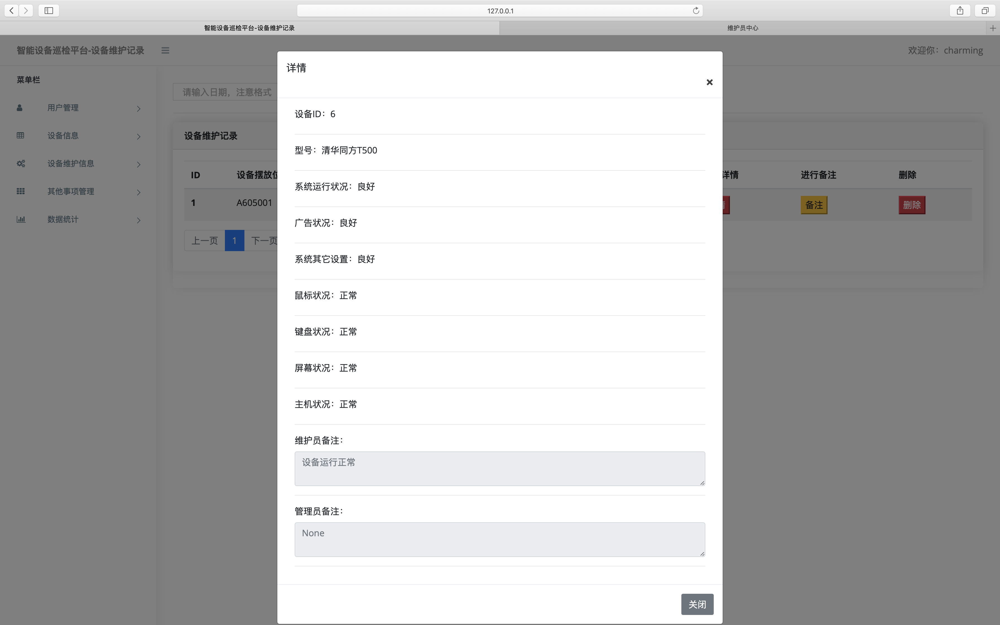 127.0.0.1
智能设备巡检平台-设备维护记录
维护员中心
智能设备巡检平台-设备维护记录
欢迎你：charming
菜单栏
用户管理
设备信息
设备维护信息
其他事项管理
数据统计
请输入日期，注意格式
设备维护记录
ID 设备摆放位 详情 进行备注 删除
1 A605001 备注 删除
上一页 1 下一页
详情
×
设备ID：6
型号：清华同方T500
系统运行状况：良好
广告状况：良好
系统其它设置：良好
鼠标状况：正常
键盘状况：正常
屏幕状况：正常
主机状况：正常
维护员备注：
设备运行正常
管理员备注：
None
关闭